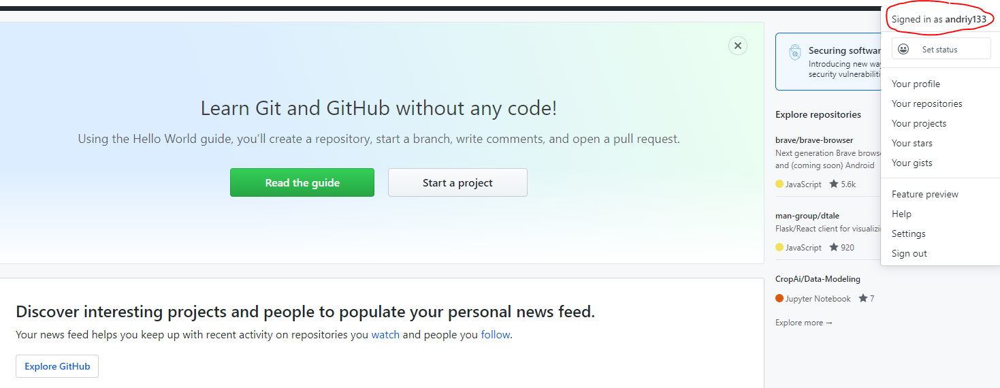 Signed in as andriy133
Set status
Your profile
Your repositories
Your projects
Your stars
Your gists
Feature preview
Help
Settings
Sign out
Learn Git and GitHub without any code!
Using the Hello World guide, you’ll create a repository, start a branch, write comments, and open a pull request.
Read the guide
Start a project
Discover interesting projects and people to populate your personal news feed.
Your news feed helps you keep up with recent activity on repositories you watch and people you follow.
Explore GitHub
Securing softwar
Introducing new way
security vulnerabiliti
Explore repositories
brave/brave-browser
Next generation Brave browse
and (coming soon) Android
JavaScript 5.6k
man-group/dtale
Flask/React client for visualizi
JavaScript 920
CropAi/Data-Modeling
Jupyter Notebook 7
Explore more →